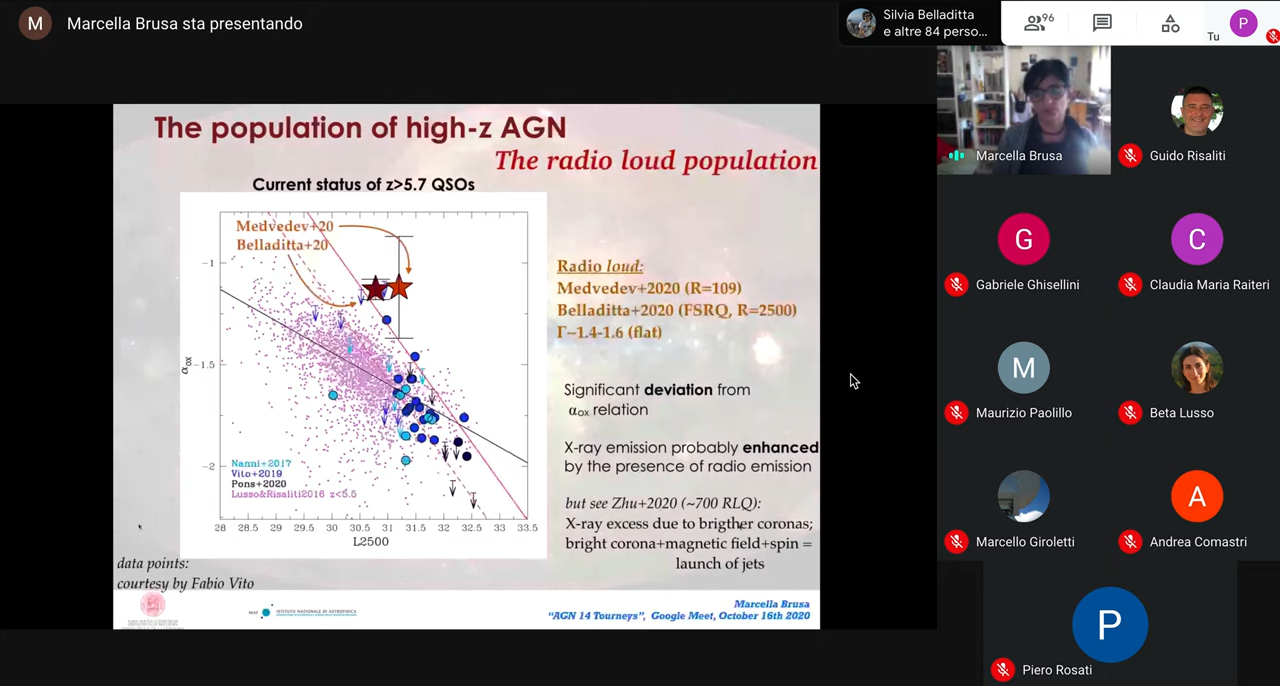 M
Marcella Brusa sta presentando
Silvia Belladitta
e altre 84 perso...
96
Tu
P
The population of high-z AGN
The radio loud population
Current status of z>5.7 QSOs
Medvedev+20
Belladitta+20
-1
-1.5
-2
αox
Nanni+2017
Vito+2019
Pons+2020
Lusso&Risaliti2016 z<5.5
28 28.5 29 29.5 30 30.5 31 31.5 32 32.5 33 33.5
L2500
Radio loud:
Medvedev+2020 (R=109)
Belladitta+2020 (FSRQ, R=2500)
Γ~1.4-1.6 (flat)
Significant deviation from
αox relation
X-ray emission probably enhanced
by the presence of radio emission
but see Zhu+2020 (~700 RLQ):
X-ray excess due to brigther coronas;
bright corona+magnetic field+spin =
launch of jets
data points:
courtesy by Fabio Vito
ISTITUTO NAZIONALE DI ASTROFISICA
Marcella Brusa
“AGN 14 Tourneys”, Google Meet, October 16th 2020
Marcella Brusa
Guido Risaliti
G
Gabriele Ghisellini
C
Claudia Maria Raiteri
M
Maurizio Paolillo
Beta Lusso
Marcello Giroletti
A
Andrea Comastri
P
Piero Rosati